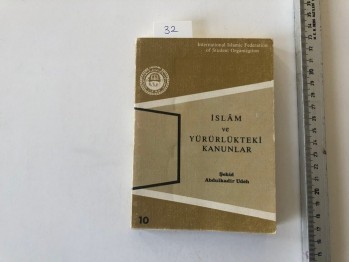 32
International Islamic Federation
of Student Organizations
İSLÂM
ve
YÜRÜRLÜKTEKİ
KANUNLAR
Şehid
Abdulkadir Udeh
10